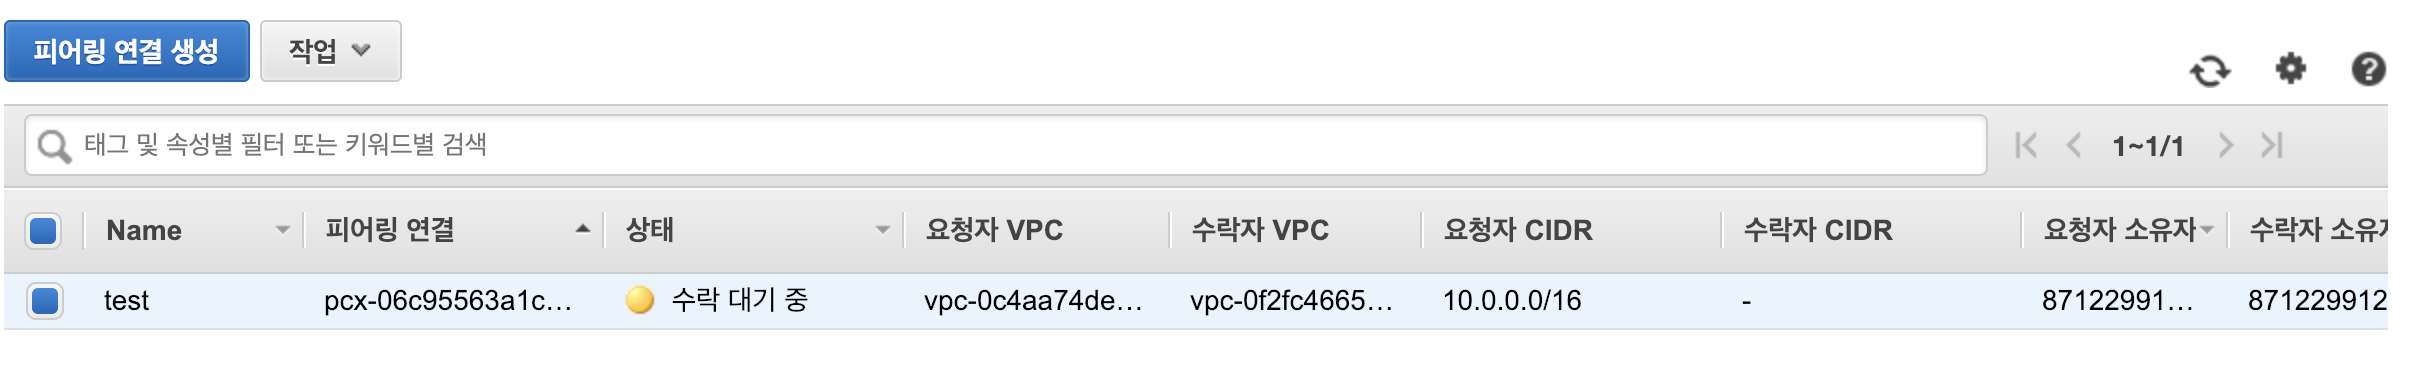 피어링 연결 생성 작업
태그 및 속성별 필터 또는 키워드별 검색 1~1/1
Name 피어링 연결 상태 요청자 VPC 수락자 VPC 요청자 CIDR 수락자 CIDR 요청자 소유자 수락자 소유자
test pcx-06c95563a1c... 수락 대기 중 vpc-0c4aa74de... vpc-0f2fc4665... 10.0.0.0/16 - 87122991... 871229912